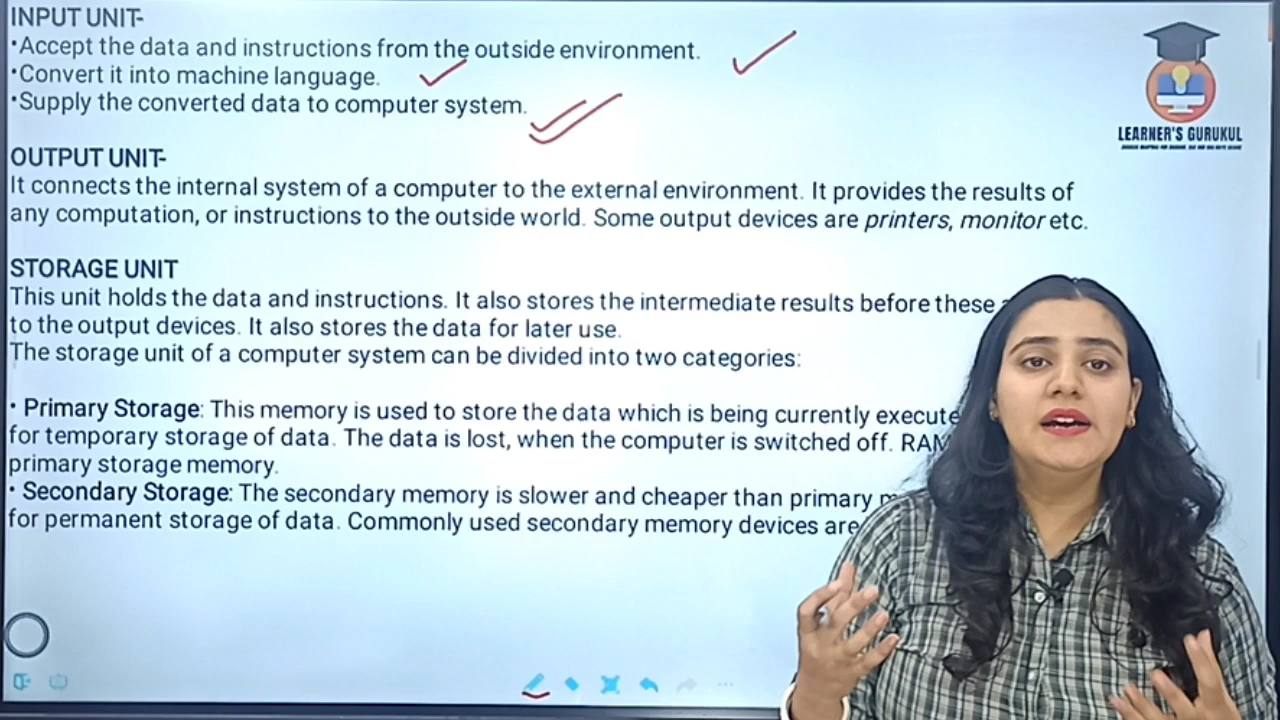 INPUT UNIT-
•Accept the data and instructions from the outside environment.
•Convert it into machine language.
•Supply the converted data to computer system.
LEARNER'S GURUKUL
OUTPUT UNIT-
It connects the internal system of a computer to the external environment. It provides the results of
any computation, or instructions to the outside world. Some output devices are printers, monitor etc.
STORAGE UNIT
This unit holds the data and instructions. It also stores the intermediate results before these
to the output devices. It also stores the data for later use.
The storage unit of a computer system can be divided into two categories:
• Primary Storage: This memory is used to store the data which is being currently execute
for temporary storage of data. The data is lost, when the computer is switched off. RAM
primary storage memory.
• Secondary Storage: The secondary memory is slower and cheaper than primary
for permanent storage of data. Commonly used secondary memory devices are